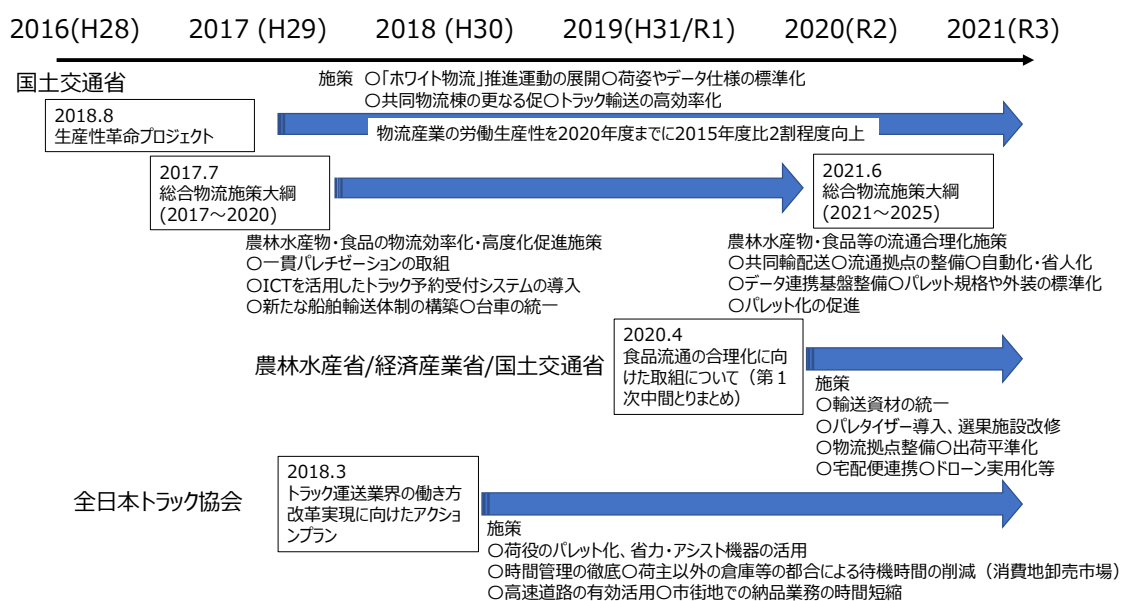 2016(H28) 2017 (H29) 2018 (H30) 2019(H31/R1) 2020(R2) 2021(R3)
国土交通省
施策 〇「ホワイト物流」推進運動の展開〇荷姿やデータ仕様の標準化
〇共同物流棟の更なる促〇トラック輸送の高効率化
2018.8
生産性革命プロジェクト
物流産業の労働生産性を2020年度までに2015年度比2割程度向上
2017.7
総合物流施策大綱
(2017～2020)
2021.6
総合物流施策大綱
(2021～2025)
農林水産物・食品の物流効率化・高度化促進施策
〇一貫パレチゼーションの取組
〇ICTを活用したトラック予約受付システムの導入
〇新たな船舶輸送体制の構築〇台車の統一
農林水産物・食品等の流通合理化施策
〇共同輸配送〇流通拠点の整備〇自動化・省人化
〇データ連携基盤整備〇パレット規格や外装の標準化
〇パレット化の促進
農林水産省/経済産業省/国土交通省
2020.4
食品流通の合理化に向
けた取組について（第１
次中間とりまとめ）
施策
〇輸送資材の統一
〇パレタイザー導入、選果施設改修
〇物流拠点整備〇出荷平準化
〇宅配便連携〇ドローン実用化等
全日本トラック協会
2018.3
トラック運送業界の働き方
改革実現に向けたアクショ
ンプラン
施策
〇荷役のパレット化、省力・アシスト機器の活用
〇時間管理の徹底〇荷主以外の倉庫等の都合による待機時間の削減（消費地卸売市場）
〇高速道路の有効活用〇市街地での納品業務の時間短縮